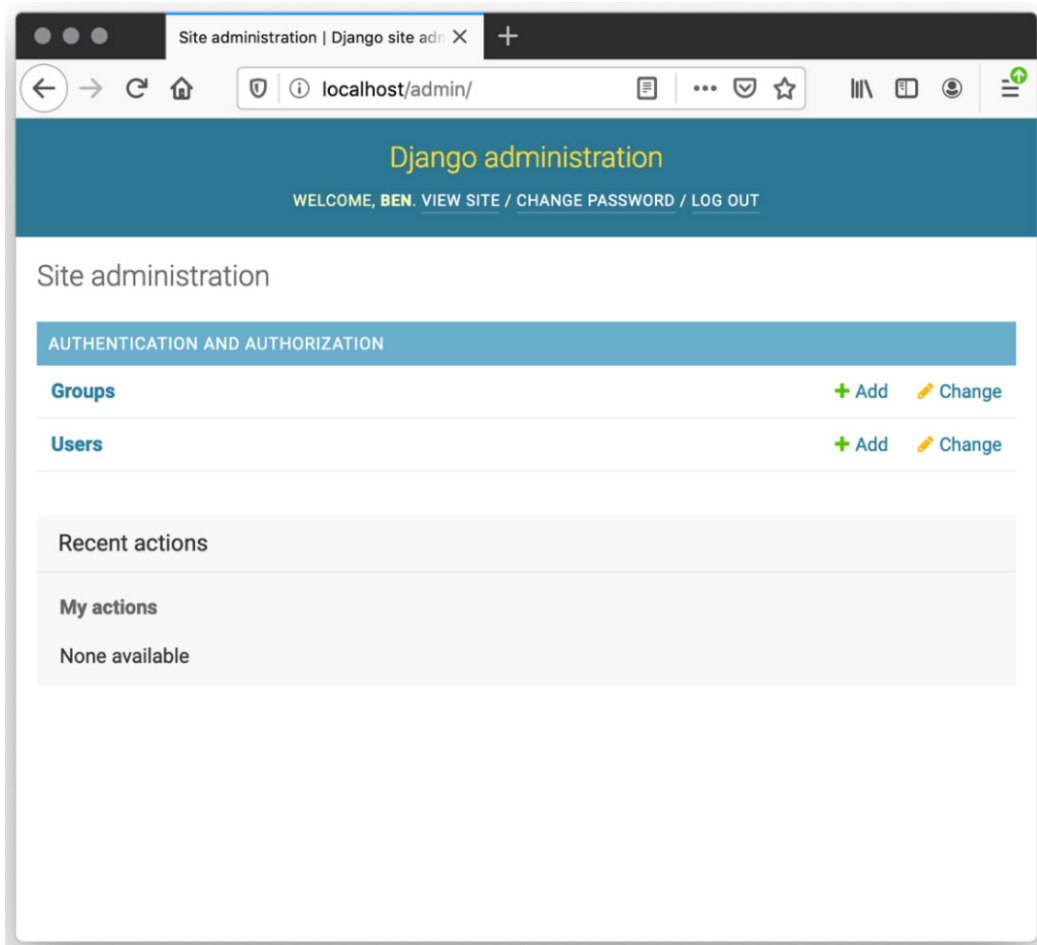 Site administration | Django site adn
localhost/admin/
Django administration
WELCOME, BEN. VIEW SITE / CHANGE PASSWORD / LOG OUT
Site administration
AUTHENTICATION AND AUTHORIZATION
Groups + Add Change
Users + Add Change
Recent actions
My actions
None available